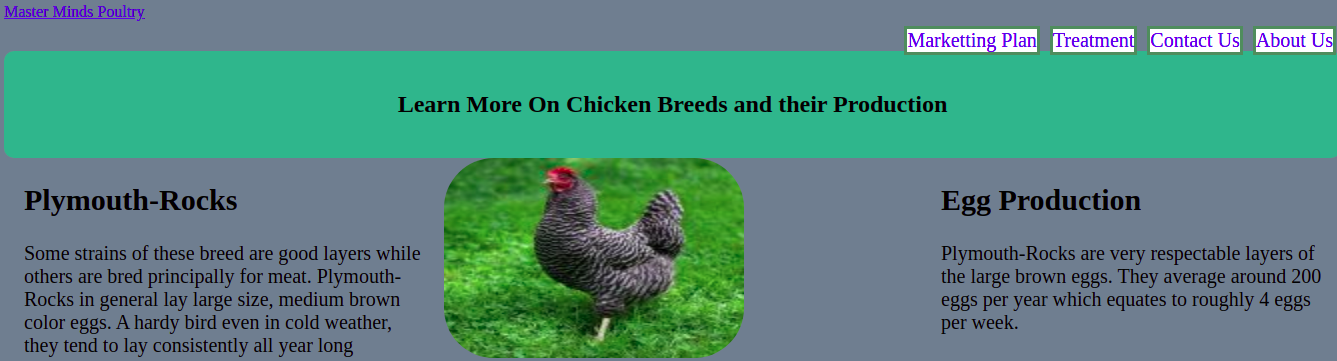 Master Minds Poultry
Marketting Plan Treatment Contact Us About Us
Learn More On Chicken Breeds and their Production
Plymouth-Rocks
Some strains of these breed are good layers while
others are bred principally for meat. Plymouth-
Rocks in general lay large size, medium brown
color eggs. A hardy bird even in cold weather,
they tend to lay consistently all year long
Egg Production
Plymouth-Rocks are very respectable layers of
the large brown eggs. They average around 200
eggs per year which equates to roughly 4 eggs
per week.